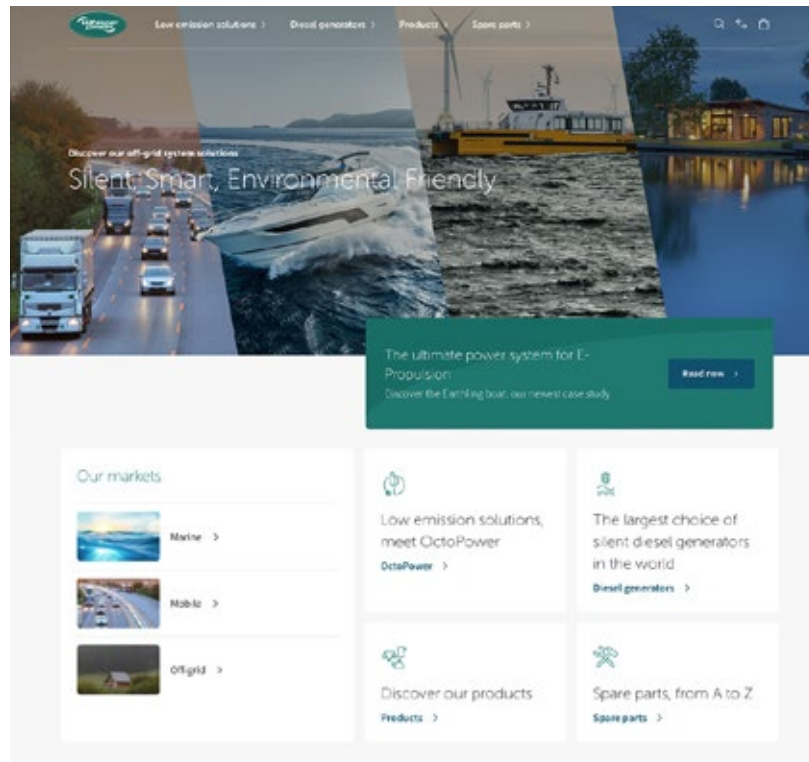 Low emission solutions
Diesel generators
Products
Spare parts
Discover our off-grid system solutions
Silent, Smart, Environmental Friendly
The ultimate power system for E-
Propulsion
Discover the Earthling boat, our newest case study
Read now
Our markets
Marine
Mobile
Off-grid
Low emission solutions,
meet OctoPower
OctoPower
The largest choice of
silent diesel generators
in the world
Diesel generators
Discover our products
Products
Spare parts, from A to Z
Spare parts